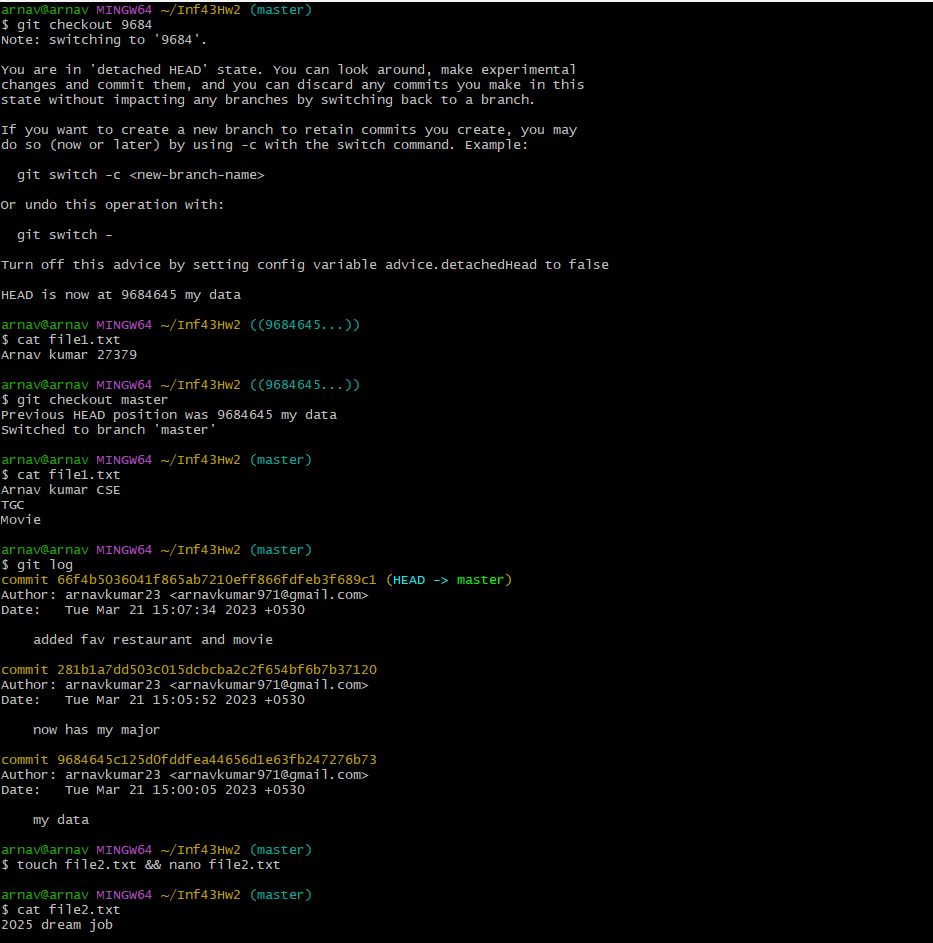 arnav@arnav MINGW64 ~/Inf43Hw2 (master)
$ git checkout 9684
Note: switching to '9684'.
You are in 'detached HEAD' state. You can look around, make experimental
changes and commit them, and you can discard any commits you make in this
state without impacting any branches by switching back to a branch.
If you want to create a new branch to retain commits you create, you may
do so (now or later) by using -c with the switch command. Example:
  git switch -c <new-branch-name>
Or undo this operation with:
  git switch -
Turn off this advice by setting config variable advice.detachedHead to false
HEAD is now at 9684645 my data
arnav@arnav MINGW64 ~/Inf43Hw2 ((9684645...))
$ cat file1.txt
Arnav kumar 27379
arnav@arnav MINGW64 ~/Inf43Hw2 ((9684645...))
$ git checkout master
Previous HEAD position was 9684645 my data
Switched to branch 'master'
arnav@arnav MINGW64 ~/Inf43Hw2 (master)
$ cat file1.txt
Arnav kumar CSE
TGC
Movie
arnav@arnav MINGW64 ~/Inf43Hw2 (master)
$ git log
commit 66f4b5036041f865ab7210eff866fdfeb3f689c1 (HEAD -> master)
Author: arnavkumar23 <arnavkumar971@gmail.com>
Date:   Tue Mar 21 15:07:34 2023 +0530
    added fav restaurant and movie
commit 281b1a7dd503c015dcbcba2c2f654bf6b7b37120
Author: arnavkumar23 <arnavkumar971@gmail.com>
Date:   Tue Mar 21 15:05:52 2023 +0530
    now has my major
commit 9684645c125d0fddfea44656d1e63fb247276b73
Author: arnavkumar23 <arnavkumar971@gmail.com>
Date:   Tue Mar 21 15:00:05 2023 +0530
    my data
arnav@arnav MINGW64 ~/Inf43Hw2 (master)
$ touch file2.txt && nano file2.txt
arnav@arnav MINGW64 ~/Inf43Hw2 (master)
$ cat file2.txt
2025 dream job